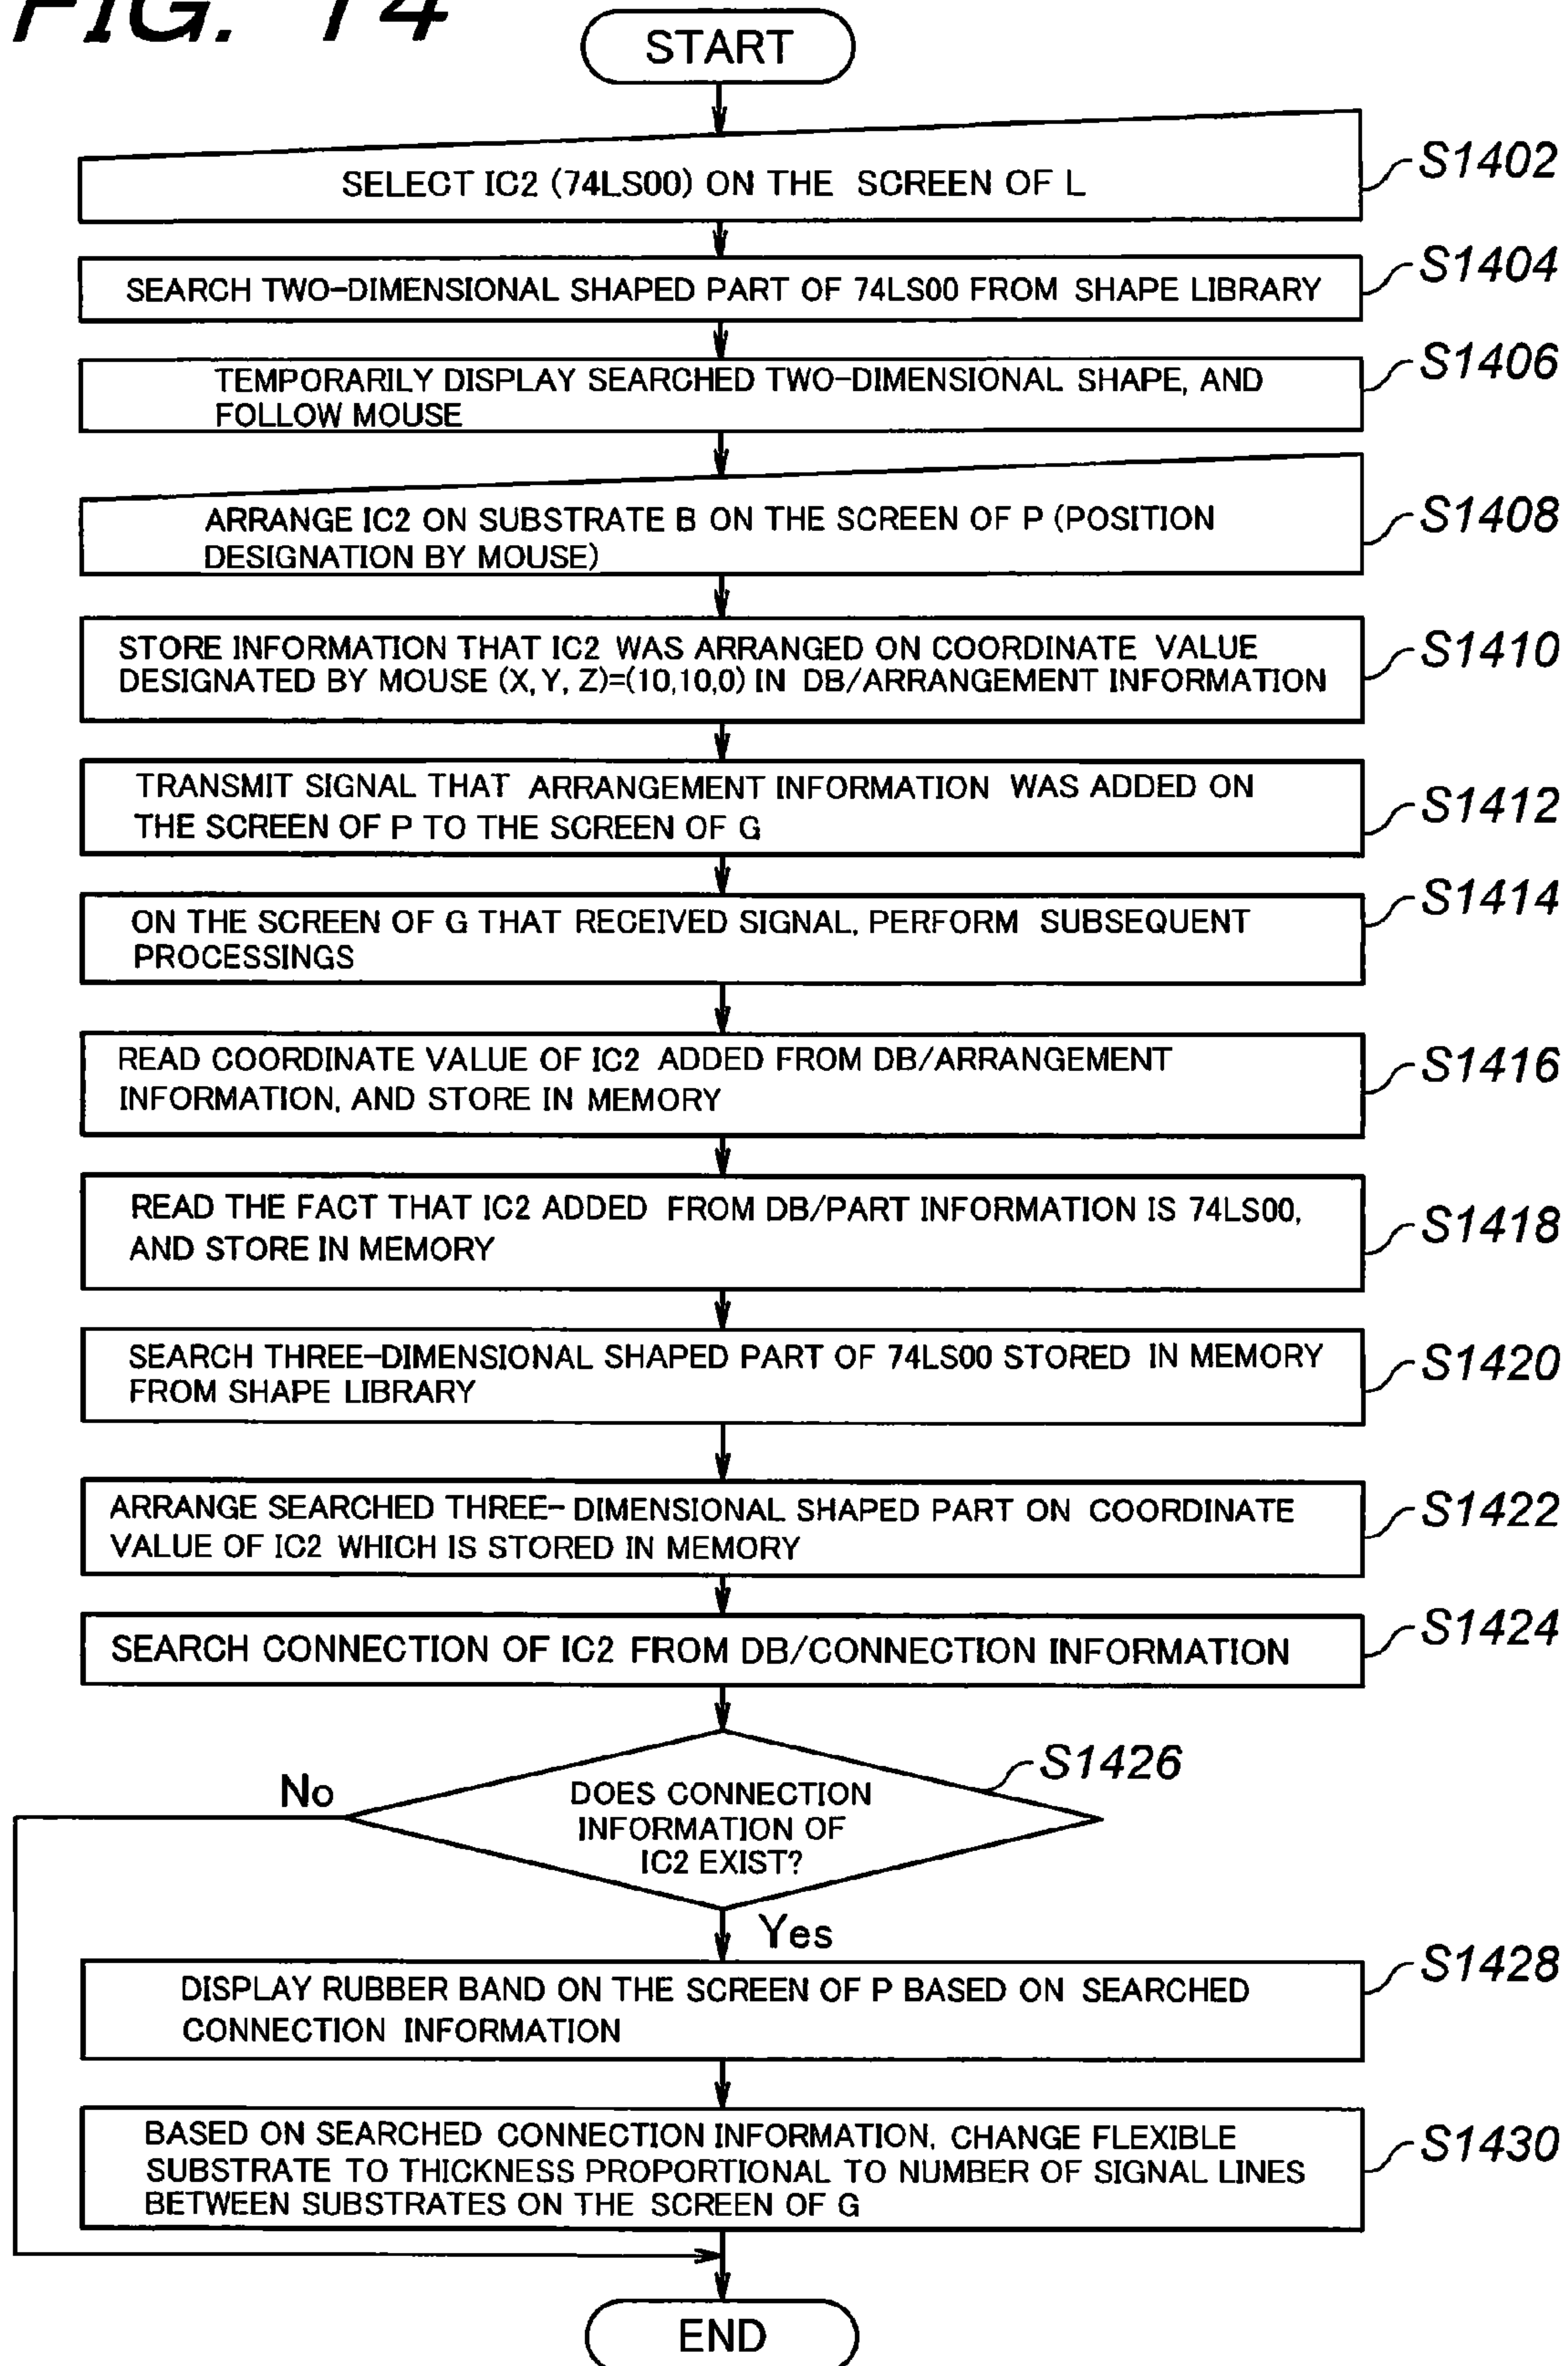 FIG. 14
START
SELECT IC2 (74LS00) ON THE SCREEN OF L
S1402
SEARCH TWO-DIMENSIONAL SHAPED PART OF 74LS00 FROM SHAPE LIBRARY
S1404
TEMPORARILY DISPLAY SEARCHED TWO-DIMENSIONAL SHAPE, AND
FOLLOW MOUSE
S1406
ARRANGE IC2 ON SUBSTRATE B ON THE SCREEN OF P (POSITION
DESIGNATION BY MOUSE)
S1408
STORE INFORMATION THAT IC2 WAS ARRANGED ON COORDINATE VALUE
DESIGNATED BY MOUSE (X, Y, Z)=(10,10,0) IN DB/ARRANGEMENT INFORMATION
S1410
TRANSMIT SIGNAL THAT ARRANGEMENT INFORMATION WAS ADDED ON
THE SCREEN OF P TO THE SCREEN OF G
S1412
ON THE SCREEN OF G THAT RECEIVED SIGNAL, PERFORM SUBSEQUENT
PROCESSINGS
S1414
READ COORDINATE VALUE OF IC2 ADDED FROM DB/ARRANGEMENT
INFORMATION, AND STORE IN MEMORY
S1416
READ THE FACT THAT IC2 ADDED FROM DB/PART INFORMATION IS 74LS00,
AND STORE IN MEMORY
S1418
SEARCH THREE-DIMENSIONAL SHAPED PART OF 74LS00 STORED IN MEMORY
FROM SHAPE LIBRARY
S1420
ARRANGE SEARCHED THREE- DIMENSIONAL SHAPED PART ON COORDINATE
VALUE OF IC2 WHICH IS STORED IN MEMORY
S1422
SEARCH CONNECTION OF IC2 FROM DB/CONNECTION INFORMATION
S1424
DOES CONNECTION
INFORMATION OF
IC2 EXIST?
S1426
No
Yes
DISPLAY RUBBER BAND ON THE SCREEN OF P BASED ON SEARCHED
CONNECTION INFORMATION
S1428
BASED ON SEARCHED CONNECTION INFORMATION, CHANGE FLEXIBLE
SUBSTRATE TO THICKNESS PROPORTIONAL TO NUMBER OF SIGNAL LINES
BETWEEN SUBSTRATES ON THE SCREEN OF G
S1430
END